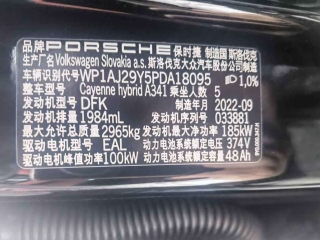 品牌 PORSCHE 保时捷 制造国 斯洛伐克
生产厂名 Volkswagen Slovakia a.s. 斯洛伐克大众汽车股份公司 制造
车辆识别代号 WP1AJ29Y5PDA18095 1,0%
整车型号 Cayenne hybrid A34I 乘坐人数 5
发动机型号 DFK 制造年月 2022-09
发动机排量 1984mL 发动机号 033881
最大允许总质量 2965kg 发动机最大净功率 185kW
驱动电机型号 EAL 动力电池系统额定电压 374V
驱动电机峰值功率 100kW 动力电池系统额定容量 48Ah